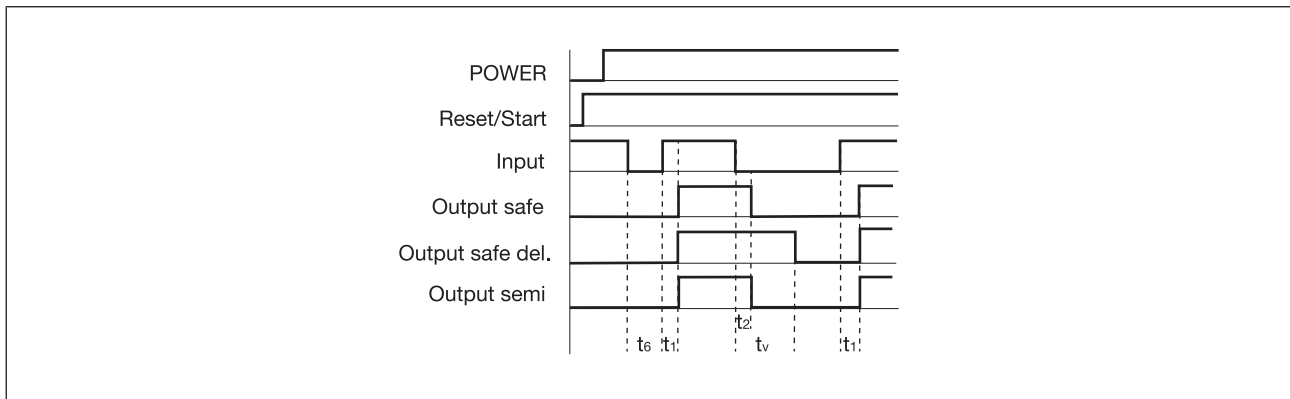 POWER
Reset/Start
Input
Output safe
Output safe del.
Output semi
t2
t6 t1 tv t1